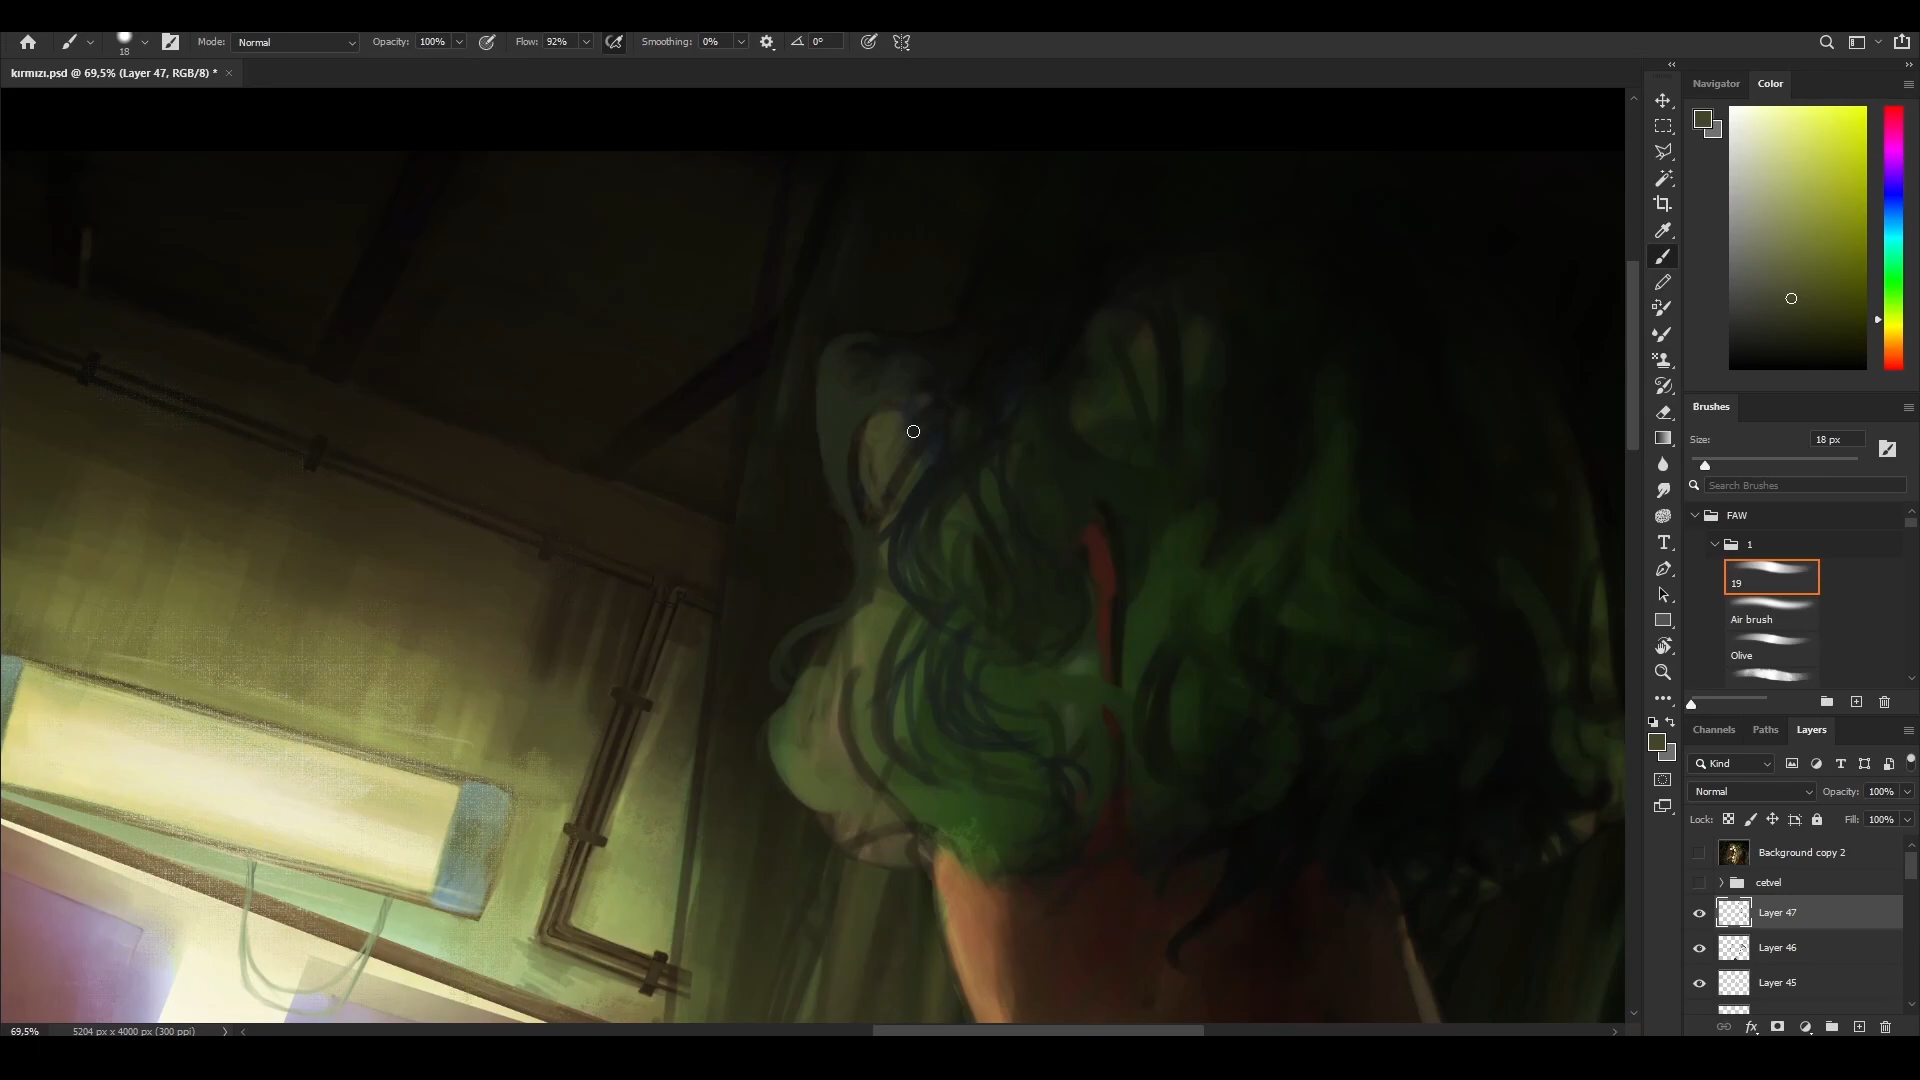 18
Mode:
Normal
Opacity:
100%
Flow:
92%
Smoothing:
0%
0°
kırmızı.psd @ 69,5% (Layer 47, RGB/8) *
Navigator
Color
Brushes
Size:
18 px
Search Brushes
FAW
1
19
Air brush
Olive
Channels
Paths
Layers
Kind
Normal
Opacity:
100%
Lock:
Fill:
100%
Background copy 2
cetvel
Layer 47
Layer 46
Layer 45
69,5%
5204 px x 4000 px (300 ppi)